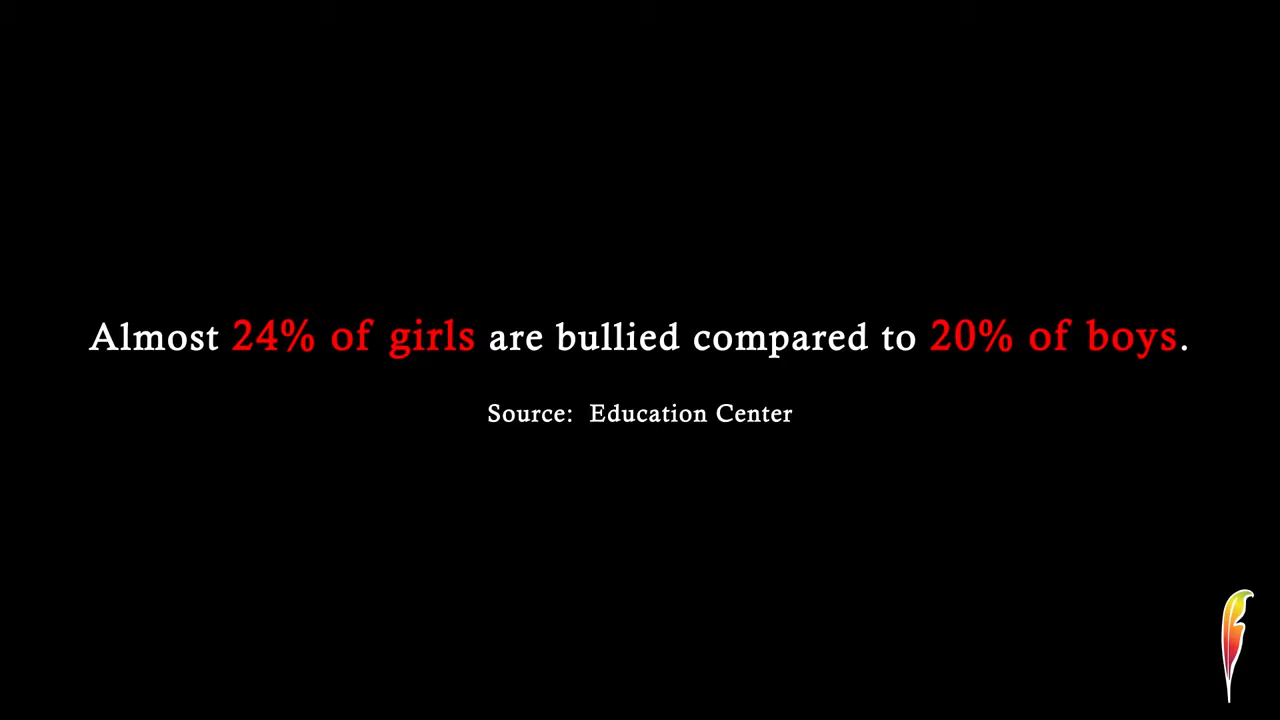 Almost 24% of girls are bullied compared to 20% of boys.
Source: Education Center